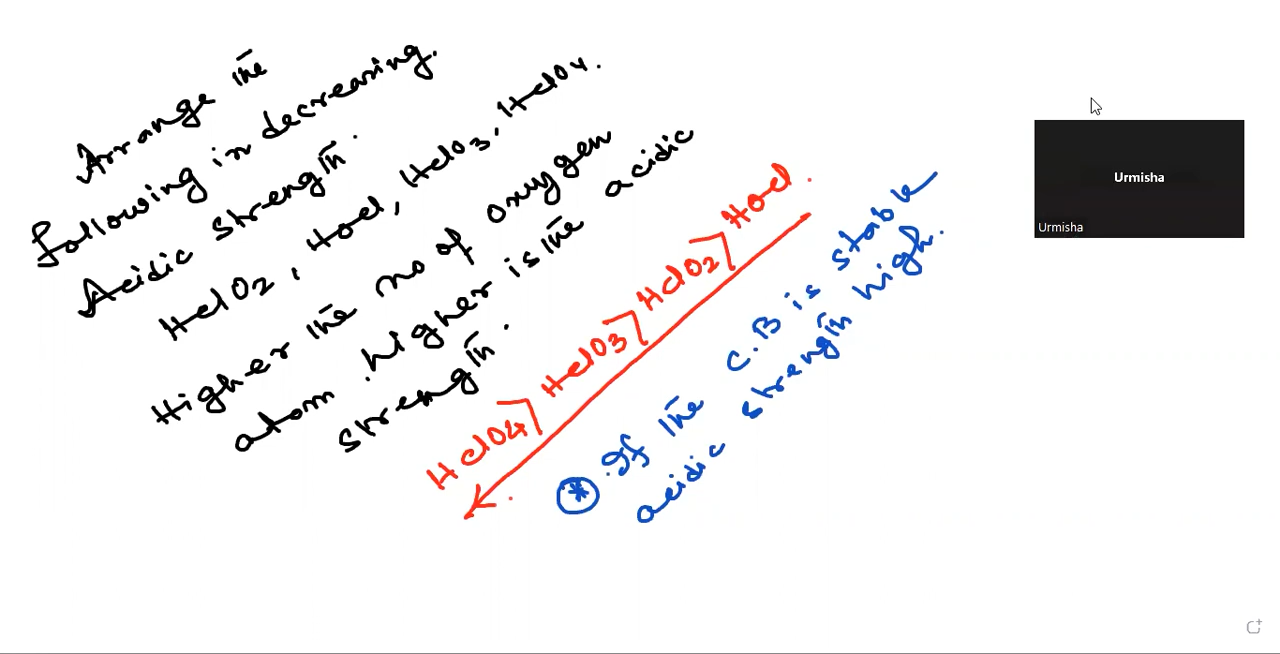 Arrange the
following in decreasing.
Acidic strength.
HClO2, HOCl, HClO3, HClO4.
Higher the no of oxygen
atom. higher is the acidic
strength.
HClO4 > HClO3 > HClO2 > HOCl.
* .If the C.B is stable
acidic strength high.
Urmisha
Urmisha